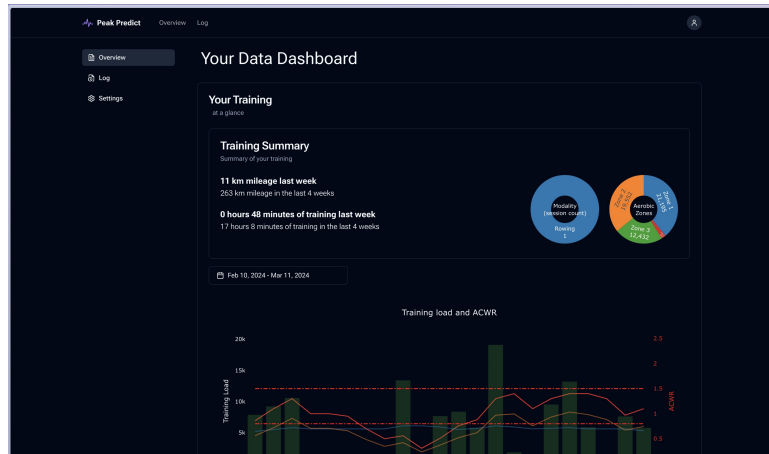 Peak Predict
Overview
Log
Overview
Log
Settings
Your Data Dashboard
Your Training
at a glance
Training Summary
Summary of your training
11 km mileage last week
263 km mileage in the last 4 weeks
0 hours 48 minutes of training last week
17 hours 8 minutes of training in the last 4 weeks
Modality
(session count)
Rowing
1
Aerobic
Zones
Zone 1
21,195
Zone 2
19,552
Zone 3
12,432
Feb 10, 2024 - Mar 11, 2024
Training load and ACWR
Training Load
20k
15k
10k
5k
2.5
2
1.5
1
0.5
ACWR